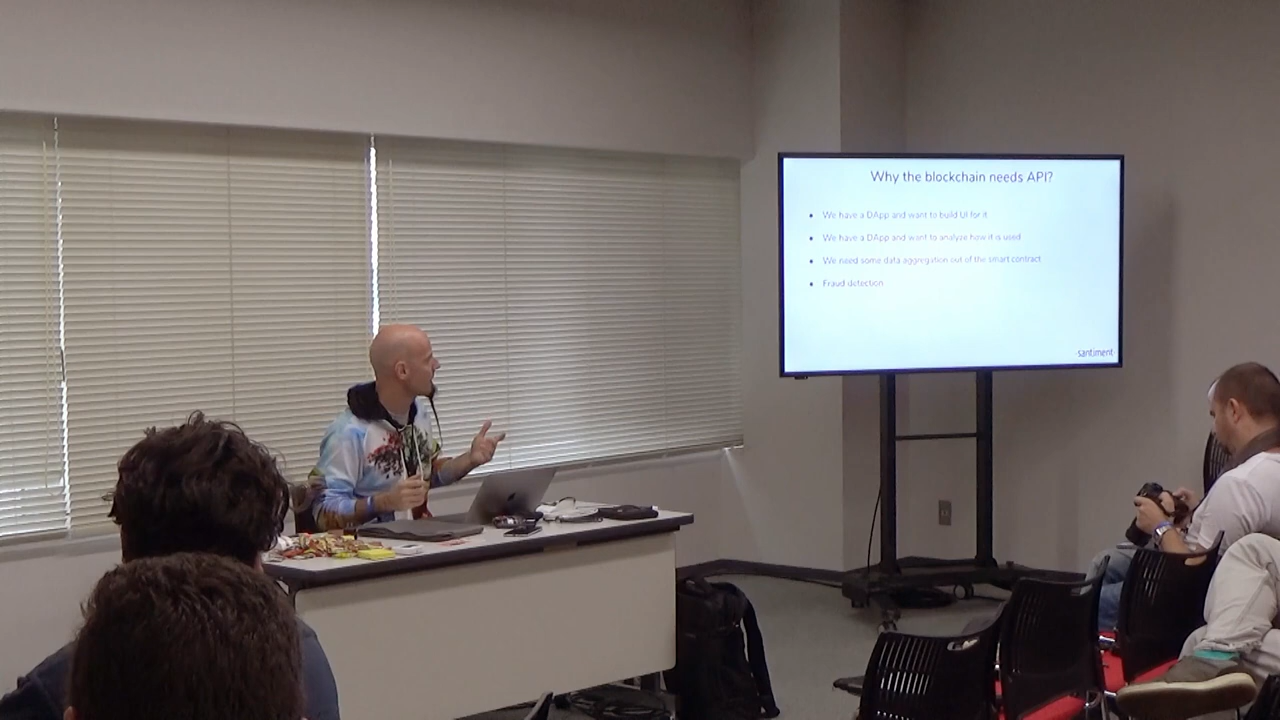 Why the blockchain needs API?
● We have a DApp and want to build UI for it
● We have a DApp and want to analyze how it is used
● We need some data aggregation out of the smart contract
● Fraud detection
·santiment·